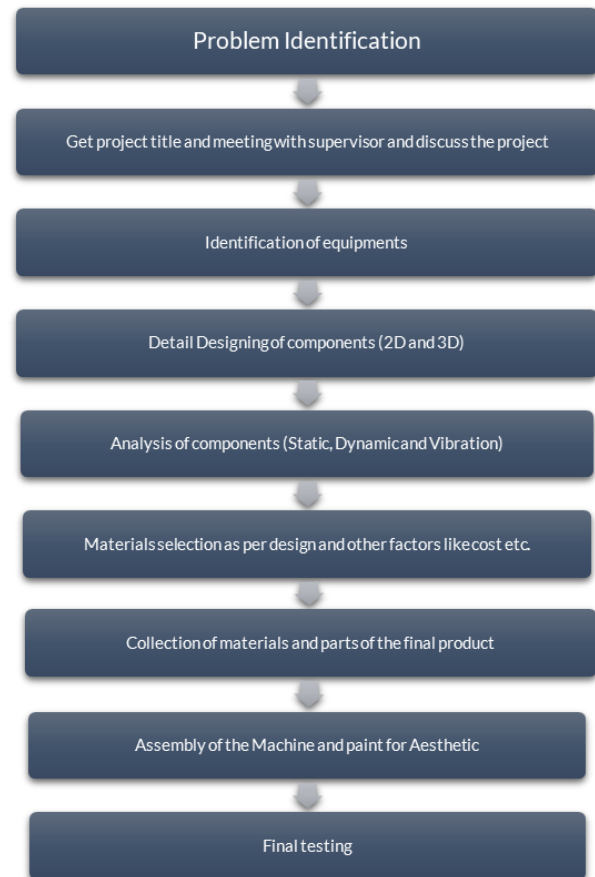 Problem Identification
Get project title and meeting with supervisor and discuss the project
Identification of equipments
Detail Designing of components (2D and 3D)
Analysis of components (Static, Dynamic and Vibration)
Materials selection as per design and other factors like cost etc.
Collection of materials and parts of the final product
Assembly of the Machine and paint for Aesthetic
Final testing